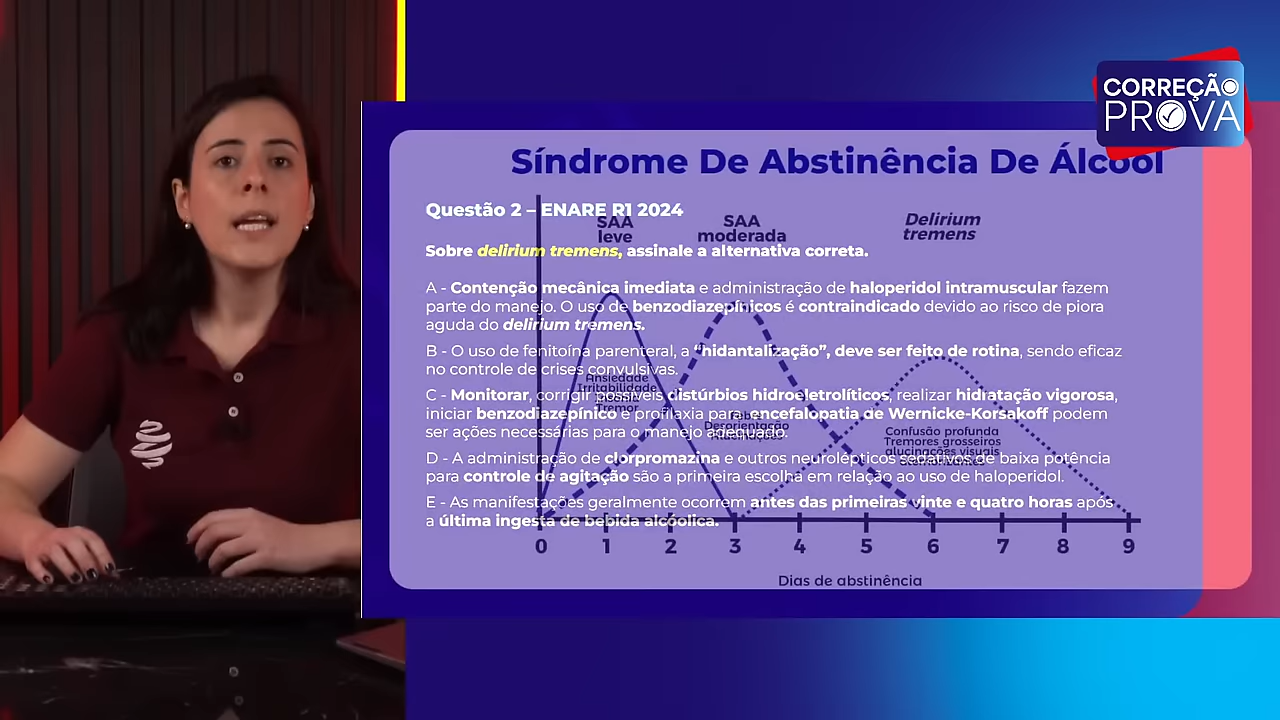 CORREÇÃO
PROVA
Síndrome De Abstinência De Álcool
Questão 2 – ENARE R1 2024
SAA
leve
SAA
moderada
Delirium
tremens
Sobre delirium tremens, assinale a alternativa correta.
A - Contenção mecânica imediata e administração de haloperidol intramuscular fazem
parte do manejo. O uso de benzodiazepínicos é contraindicado devido ao risco de piora
aguda do delirium tremens.
B - O uso de fenitoína parenteral, a “hidantalização”, deve ser feito de rotina, sendo eficaz
no controle de crises convulsivas.
Ansiedade
Irritabilidade
Tremor
C - Monitorar, corrigir possíveis distúrbios hidroeletrolíticos, realizar hidratação vigorosa,
iniciar benzodiazepínico e profilaxia para encefalopatia de Wernicke-Korsakoff podem
ser ações necessárias para o manejo adequado.
Desorientação
Confusão profunda
Tremores grosseiros
alucinações visuais
D - A administração de clorpromazina e outros neurolépticos sedativos de baixa potência
para controle de agitação são a primeira escolha em relação ao uso de haloperidol.
E - As manifestações geralmente ocorrem antes das primeiras vinte e quatro horas após
a última ingesta de bebida alcóolica.
0 1 2 3 4 5 6 7 8 9
Dias de abstinência